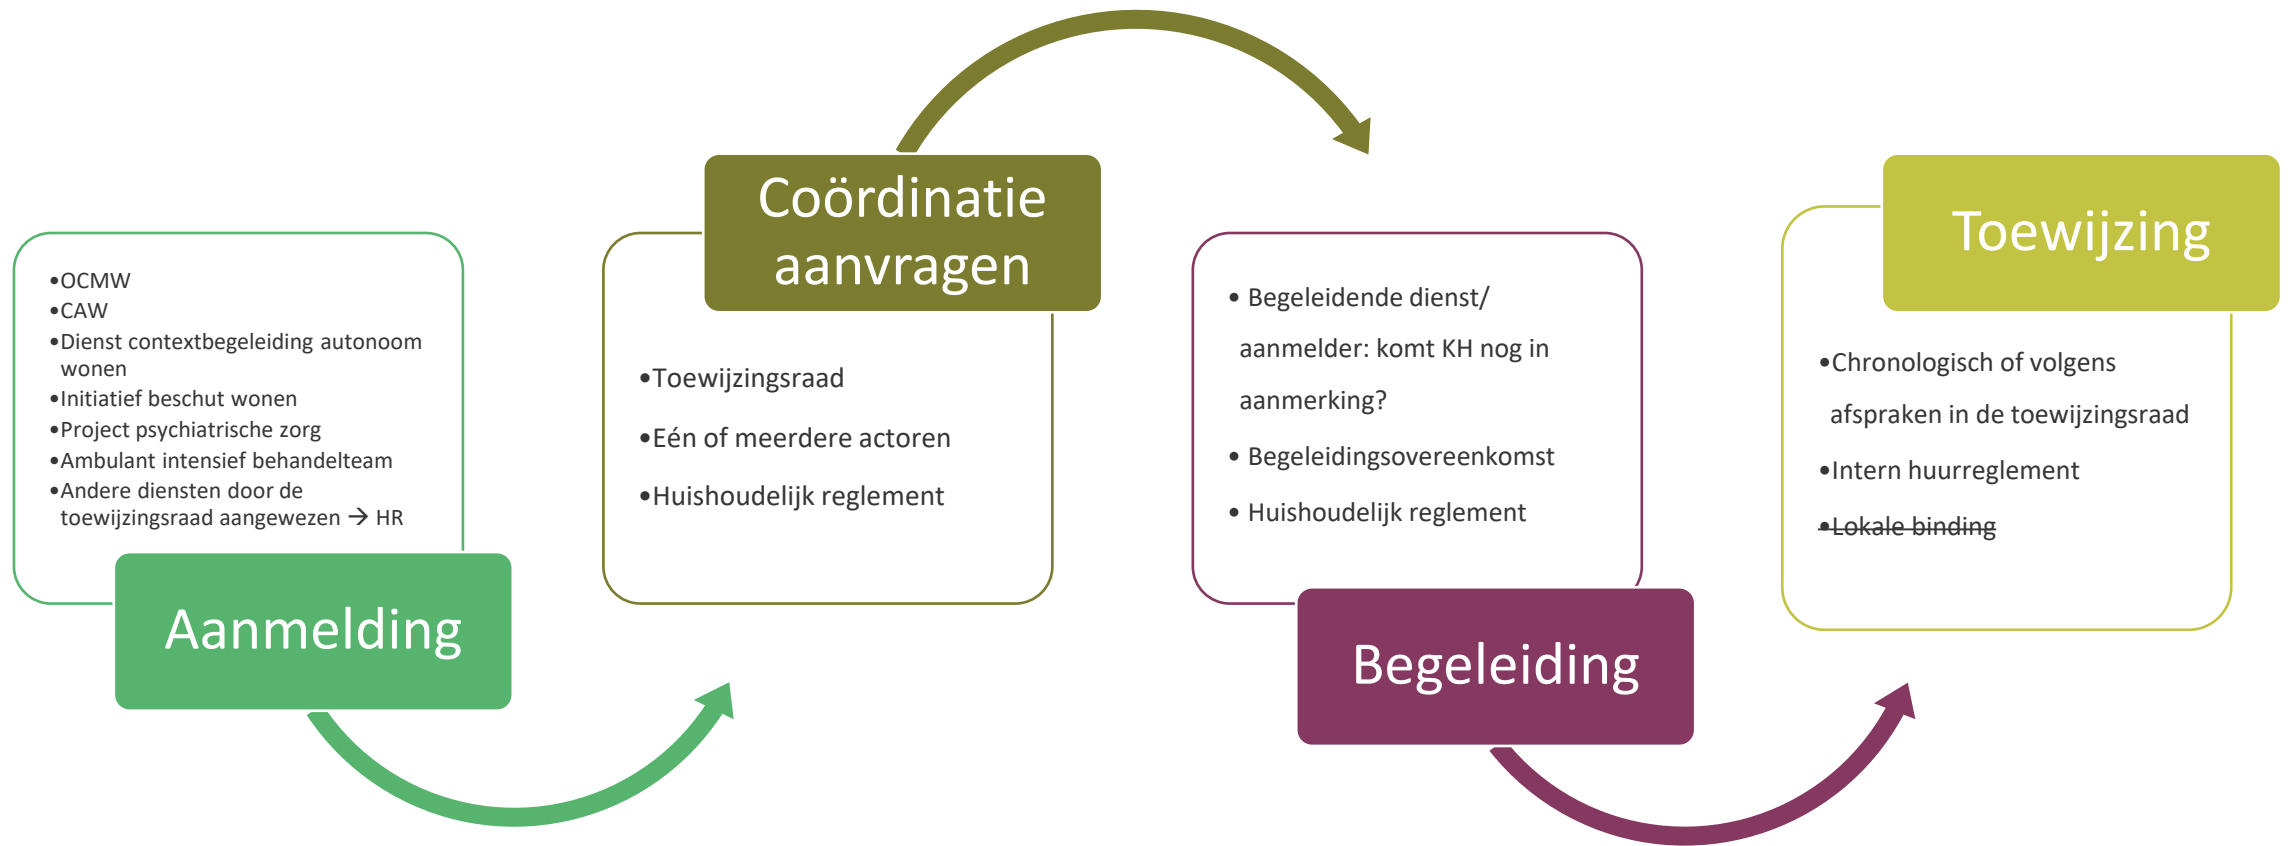 •OCMW
•CAW
•Dienst contextbegeleiding autonoom
wonen
•Initiatief beschut wonen
•Project psychiatrische zorg
•Ambulant intensief behandelteam
•Andere diensten door de
toewijzingsraad aangewezen → HR
Aanmelding
Coördinatie
aanvragen
•Toewijzingsraad
•Eén of meerdere actoren
•Huishoudelijk reglement
• Begeleidende dienst/
aanmelder: komt KH nog in
aanmerking?
• Begeleidingsovereenkomst
• Huishoudelijk reglement
Begeleiding
Toewijzing
•Chronologisch of volgens
afspraken in de toewijzingsraad
•Intern huurreglement
•Lokale binding